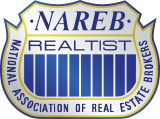 ·NAREB·
REALTIST
NATIONAL ASSOCIATION OF REAL ESTATE BROKERS